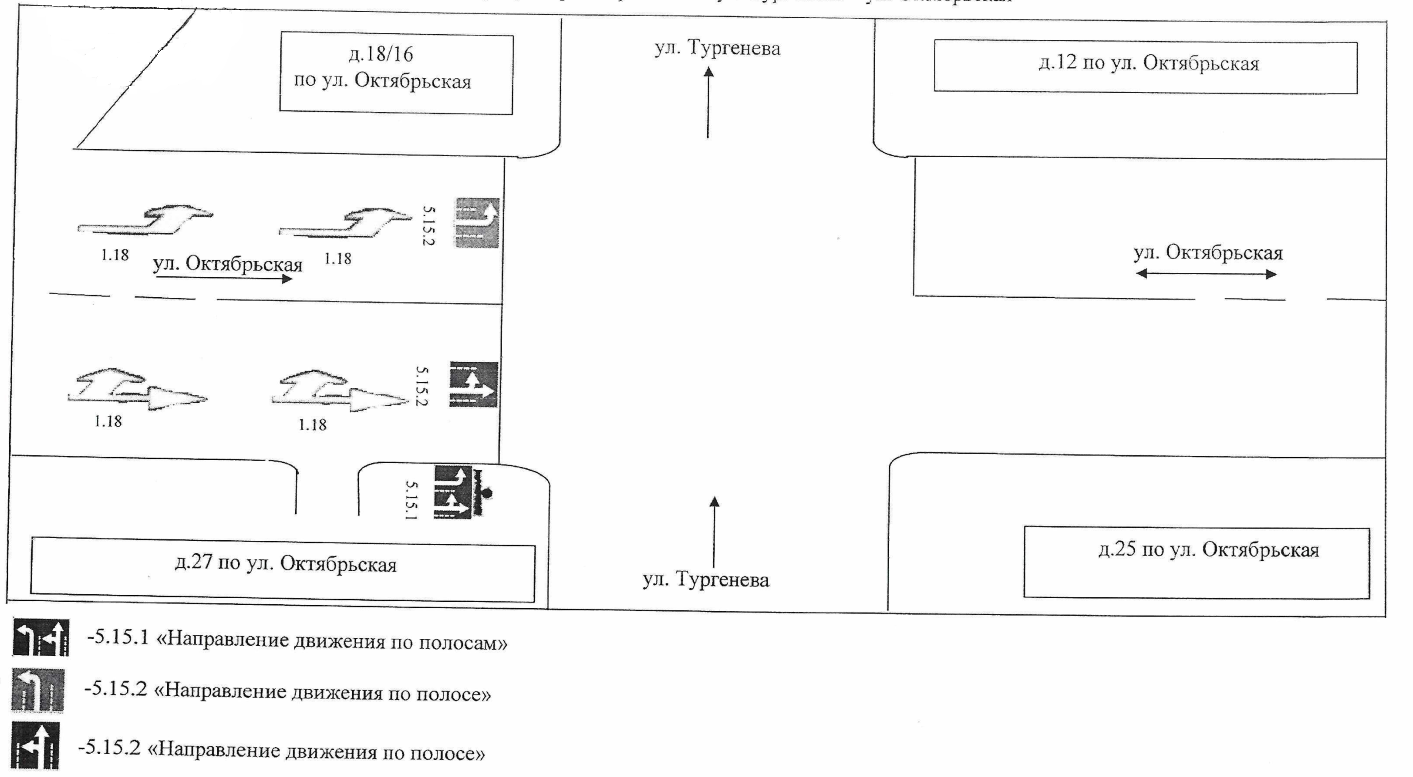 д.18/16
по ул. Октябрьская
ул. Тургенева
д.12 по ул. Октябрьская
5.15.2
1.18
1.18
ул. Октябрьская
ул. Октябрьская
5.15.2
1.18
1.18
5.15.1
д.27 по ул. Октябрьская
ул. Тургенева
д.25 по ул. Октябрьская
-5.15.1 «Направление движения по полосам»
-5.15.2 «Направление движения по полосе»
-5.15.2 «Направление движения по полосе»